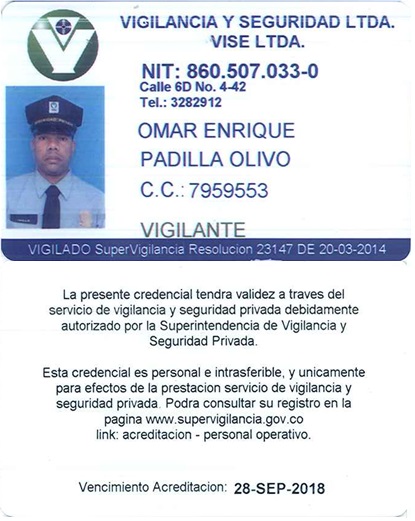 VIGILANCIA Y SEGURIDAD LTDA.
VISE LTDA.
NIT: 860.507.033-0
Calle 6D No. 4-42
Tel.: 3282912
OMAR ENRIQUE
PADILLA OLIVO
C.C.: 7959553
VIGILANTE
VIGILADO SuperVigilancia Resolucion 23147 DE 20-03-2014
La presente credencial tendra validez a traves del
servicio de vigilancia y seguridad privada debidamente
autorizado por la Superintendencia de Vigilancia y
Seguridad Privada.
Esta credencial es personal e intrasferible, y unicamente
para efectos de la prestacion servicio de vigilancia y
seguridad privada. Podra consultar su registro en la
pagina www.supervigilancia.gov.co
link: acreditacion - personal operativo.
Vencimiento Acreditacion: 28-SEP-2018